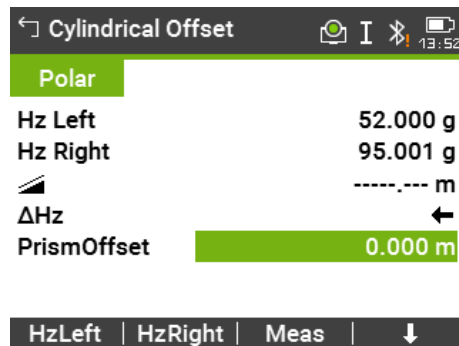 Cylindrical Offset I 13:52
Polar
Hz Left 52.000 g
Hz Right 95.001 g
-----.--- m
ΔHz
PrismOffset 0.000 m
HzLeft | HzRight | Meas |